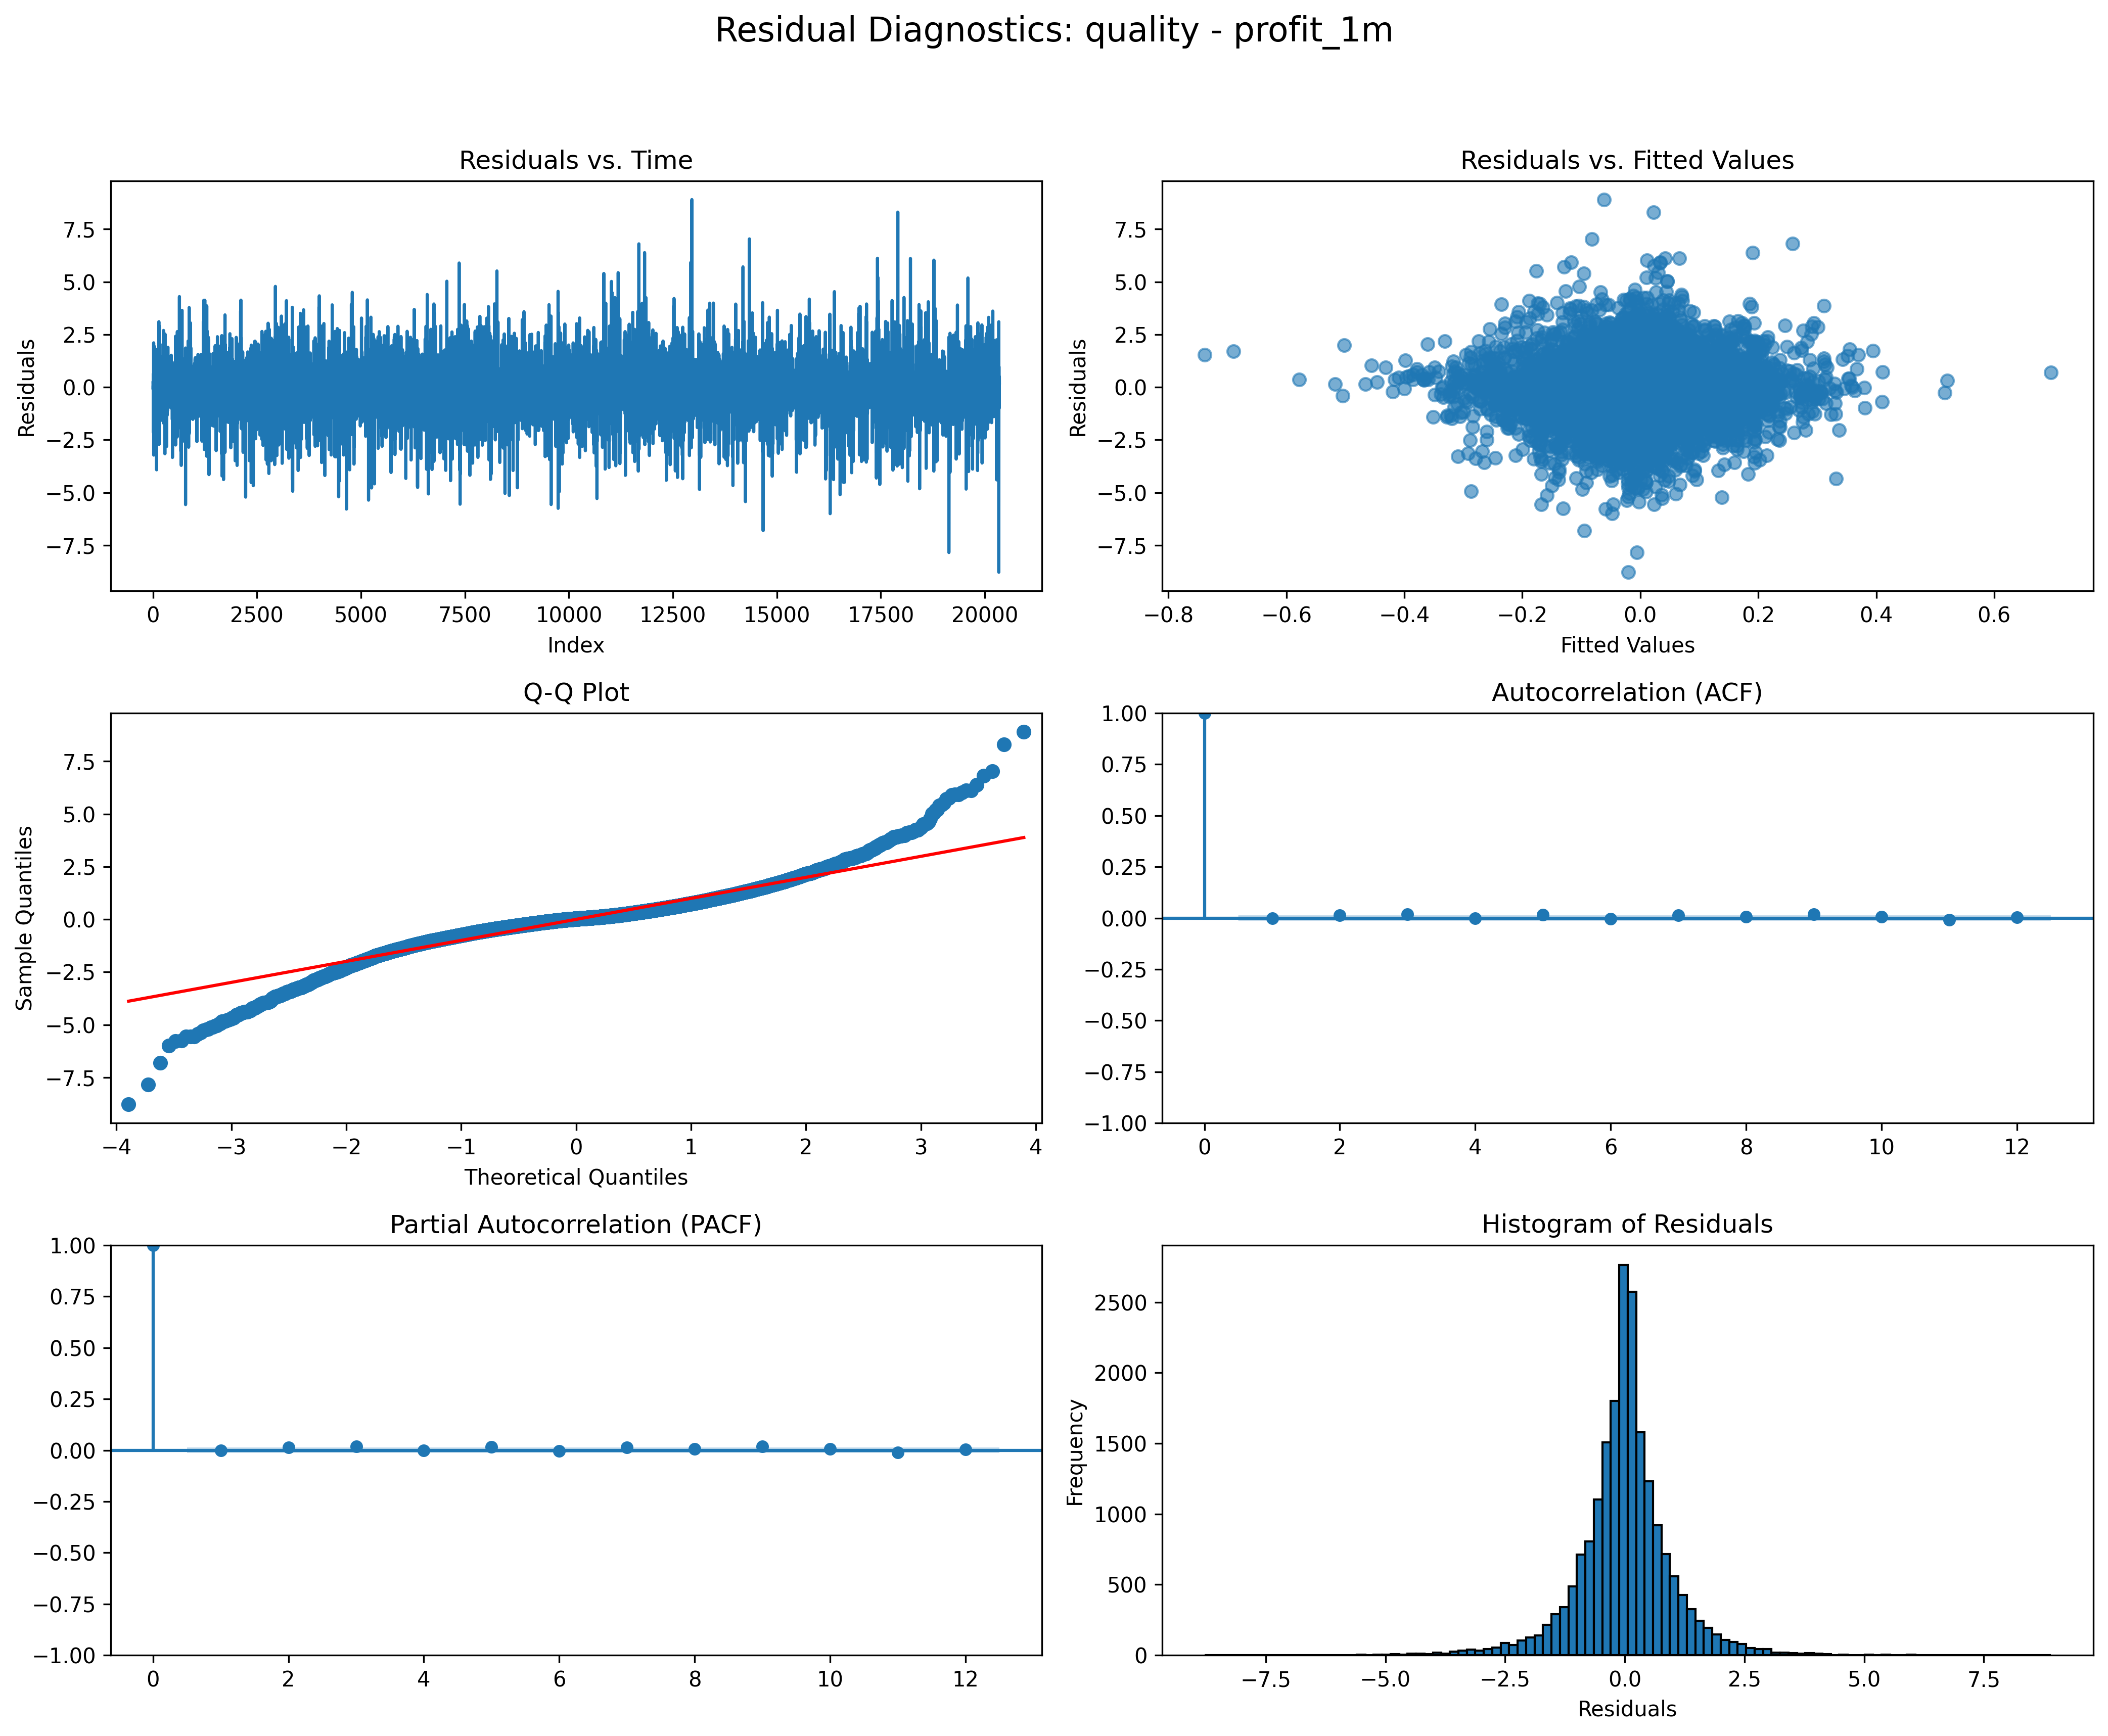 Residual Diagnostics: quality - profit_1m
Residuals vs. Time
Residuals
7.5
5.0
2.5
0.0
−2.5
−5.0
−7.5
0 2500 5000 7500 10000 12500 15000 17500 20000
Index
Residuals vs. Fitted Values
Residuals
7.5
5.0
2.5
0.0
−2.5
−5.0
−7.5
−0.8 −0.6 −0.4 −0.2 0.0 0.2 0.4 0.6
Fitted Values
Q-Q Plot
Sample Quantiles
7.5
5.0
2.5
0.0
−2.5
−5.0
−7.5
−4 −3 −2 −1 0 1 2 3 4
Theoretical Quantiles
Autocorrelation (ACF)
1.00
0.75
0.50
0.25
0.00
−0.25
−0.50
−0.75
−1.00
0 2 4 6 8 10 12
Partial Autocorrelation (PACF)
1.00
0.75
0.50
0.25
0.00
−0.25
−0.50
−0.75
−1.00
0 2 4 6 8 10 12
Histogram of Residuals
Frequency
2500
2000
1500
1000
500
0
−7.5 −5.0 −2.5 0.0 2.5 5.0 7.5
Residuals